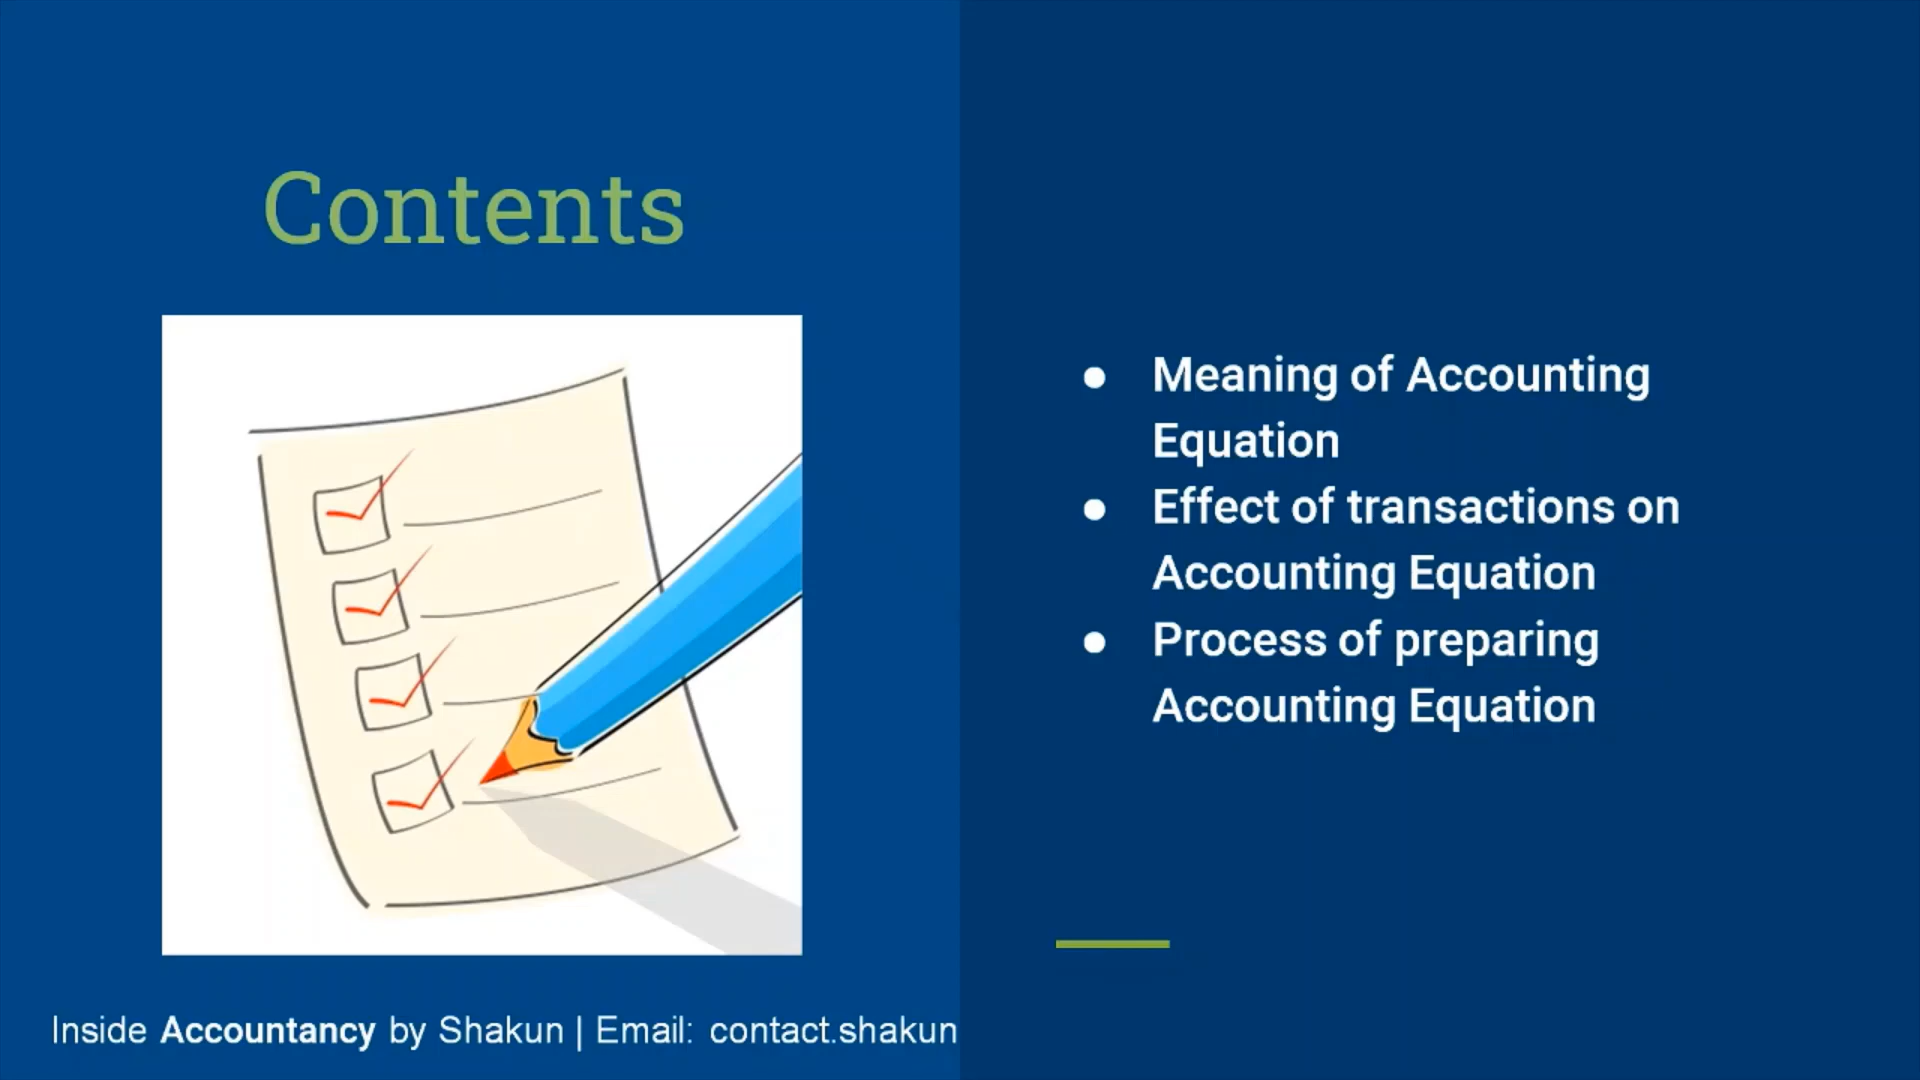 Contents
● Meaning of Accounting
Equation
● Effect of transactions on
Accounting Equation
● Process of preparing
Accounting Equation
Inside Accountancy by Shakun | Email: contact.shakun